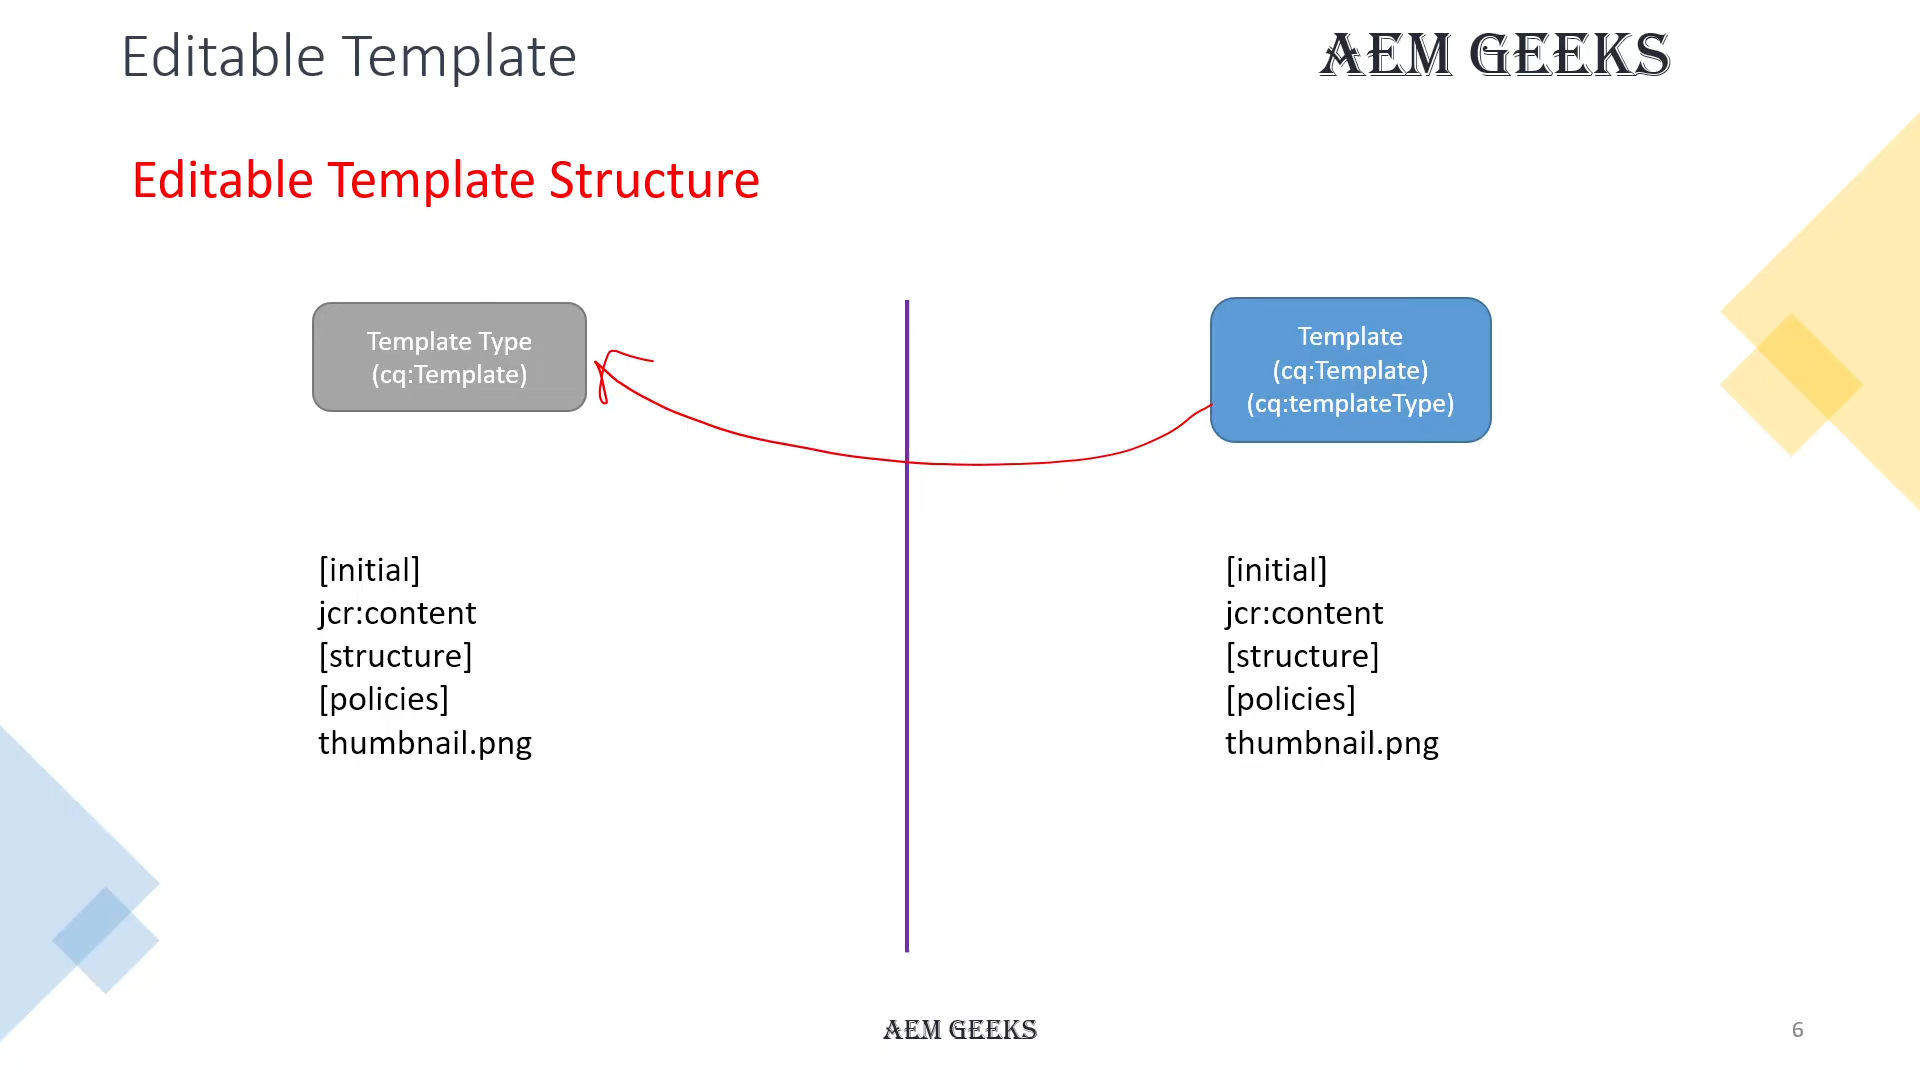 Editable Template
AEM GEEKS
Editable Template Structure
Template Type
(cq:Template)
[initial]
jcr:content
[structure]
[policies]
thumbnail.png
Template
(cq:Template)
(cq:templateType)
[initial]
jcr:content
[structure]
[policies]
thumbnail.png
AEM GEEKS
6